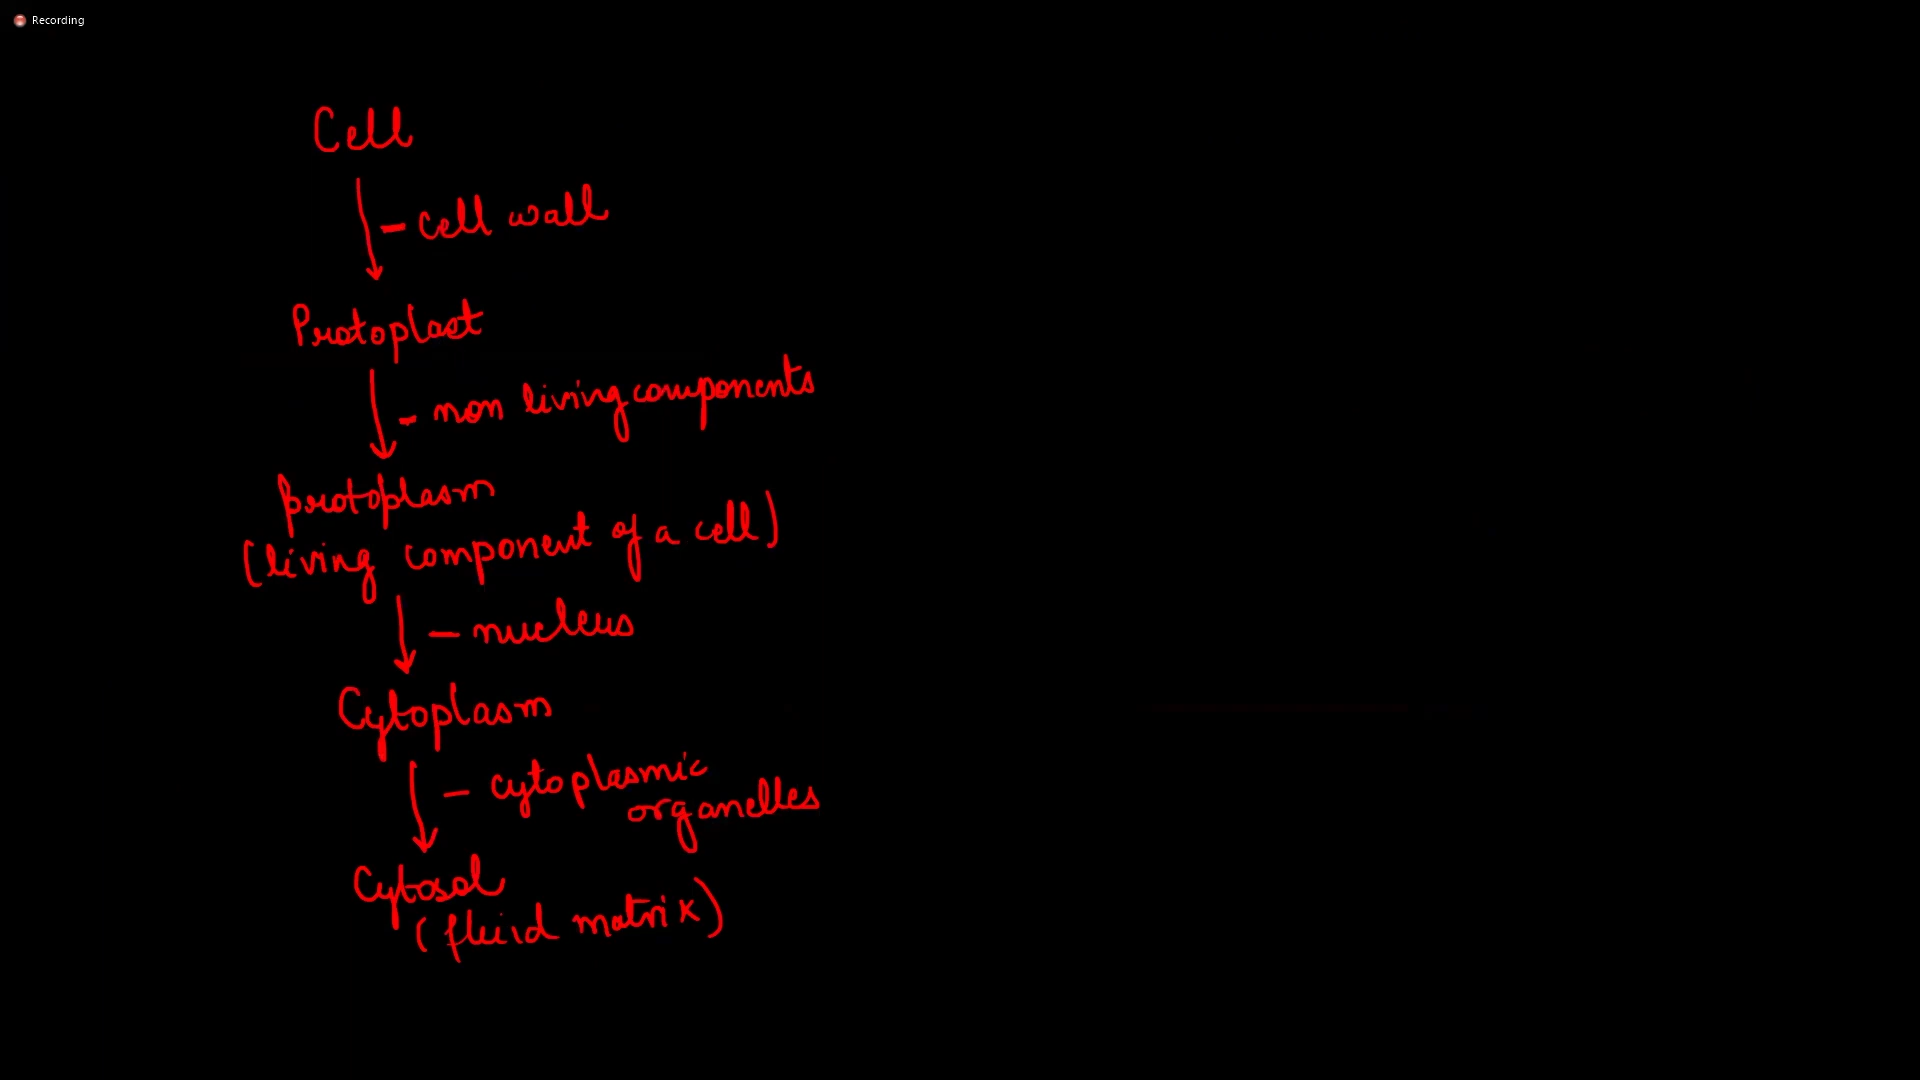 Recording
Cell
- cell wall
Protoplast
- non living components
protoplasm
(living component of a cell)
- nucleus
Cytoplasm
- cytoplasmic
organelles
Cytosol
(fluid matrix)